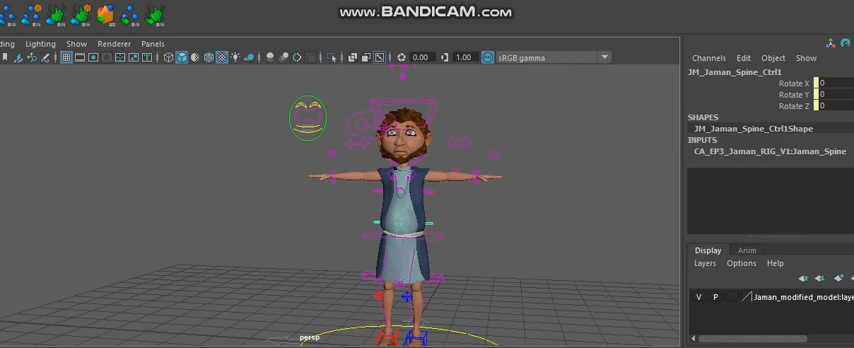 www.BANDICAM.com
Lighting Show Renderer Panels
0.00 1.00 sRGB gamma
Channels Edit Object Show
JM_Jaman_Spine_Ctrl1
Rotate X 0
Rotate Y 0
Rotate Z 0
SHAPES
JM_Jaman_Spine_Ctrl1Shape
INPUTS
CA_EP3_Jaman_RIG_V1:Jaman_Spine
Display Anim
Layers Options Help
V P Jaman_modified_model:laye
persp